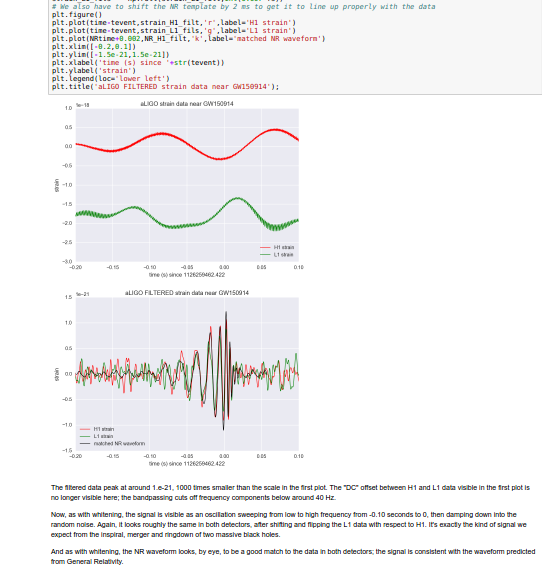 # We also have to shift the NR template by 2 ms to get it to line up properly with the data
plt.figure()
plt.plot(time-tevent,strain_H1_filt,'r',label='H1 strain')
plt.plot(time-tevent,strain_L1_filt,'g',label='L1 strain')
plt.plot(NRtime+0.002,NR_H1_filt,'k',label='matched NR waveform')
plt.xlim([-0.2,0.1])
plt.ylim([-1.5e-21,1.5e-21])
plt.xlabel('time (s) since '+str(tevent))
plt.ylabel('strain')
plt.legend(loc='lower left')
plt.title('aLIGO FILTERED strain data near GW150914');
1e−18
aLIGO strain data near GW150914
1.0
0.5
0.0
−0.5
−1.0
−1.5
−2.0
−2.5
−3.0
strain
H1 strain
L1 strain
−0.20 −0.15 −0.10 −0.05 0.00 0.05 0.10
time (s) since 1126259462.422
1e−21
aLIGO FILTERED strain data near GW150914
1.5
1.0
0.5
0.0
−0.5
−1.0
−1.5
strain
H1 strain
L1 strain
matched NR waveform
−0.20 −0.15 −0.10 −0.05 0.00 0.05 0.10
time (s) since 1126259462.422
The filtered data peak at around 1.e-21, 1000 times smaller than the scale in the first plot. The "DC" offset between H1 and L1 data visible in the first plot is
no longer visible here; the bandpassing cuts off frequency components below around 40 Hz.
Now, as with whitening, the signal is visible as an oscillation sweeping from low to high frequency from -0.10 seconds to 0, then damping down into the
random noise. Again, it looks roughly the same in both detectors, after shifting and flipping the L1 data with respect to H1. It's exactly the kind of signal we
expect from the inspiral, merger and ringdown of two massive black holes.
And as with whitening, the NR waveform looks, by eye, to be a good match to the data in both detectors; the signal is consistent with the waveform predicted
from General Relativity.